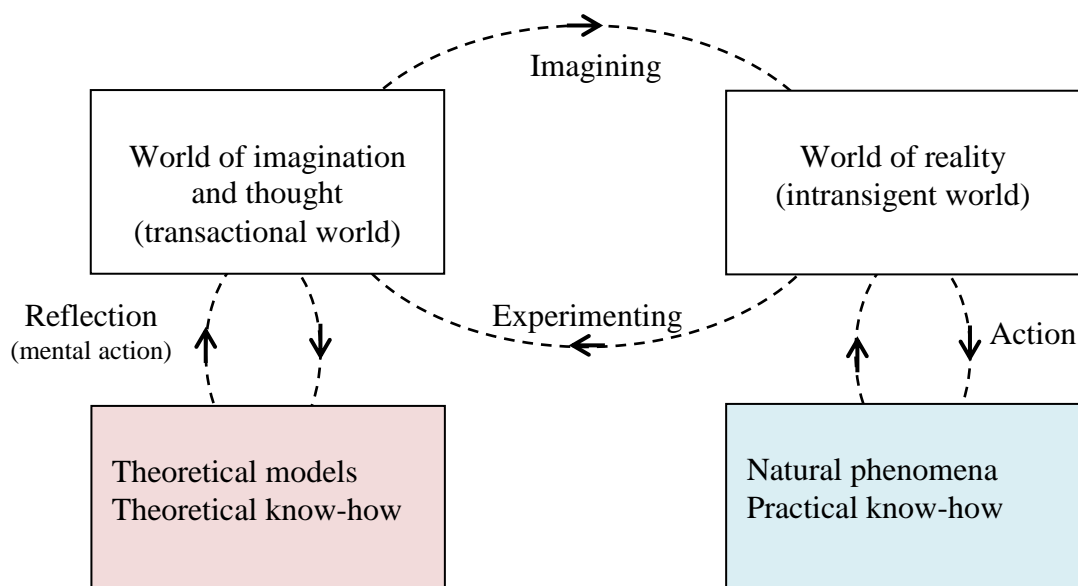 Imagining
World of imagination
and thought
(transactional world)
World of reality
(intransigent world)
Reflection
(mental action)
Experimenting
Action
Theoretical models
Theoretical know-how
Natural phenomena
Practical know-how